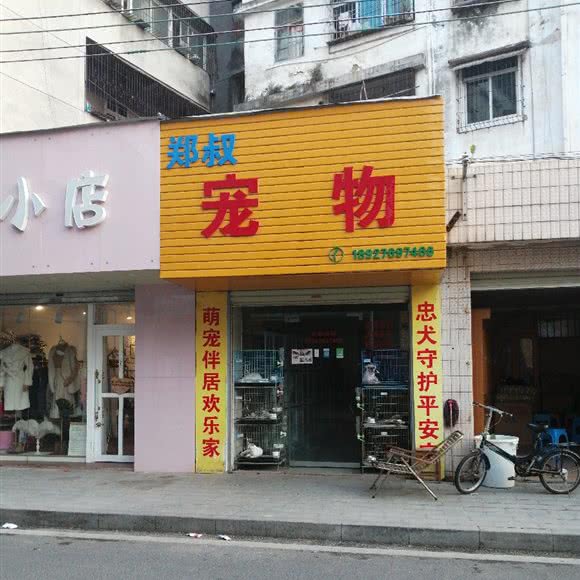 小店
郑叔
宠物
18927697488
萌宠伴居欢乐家
忠犬守护平安